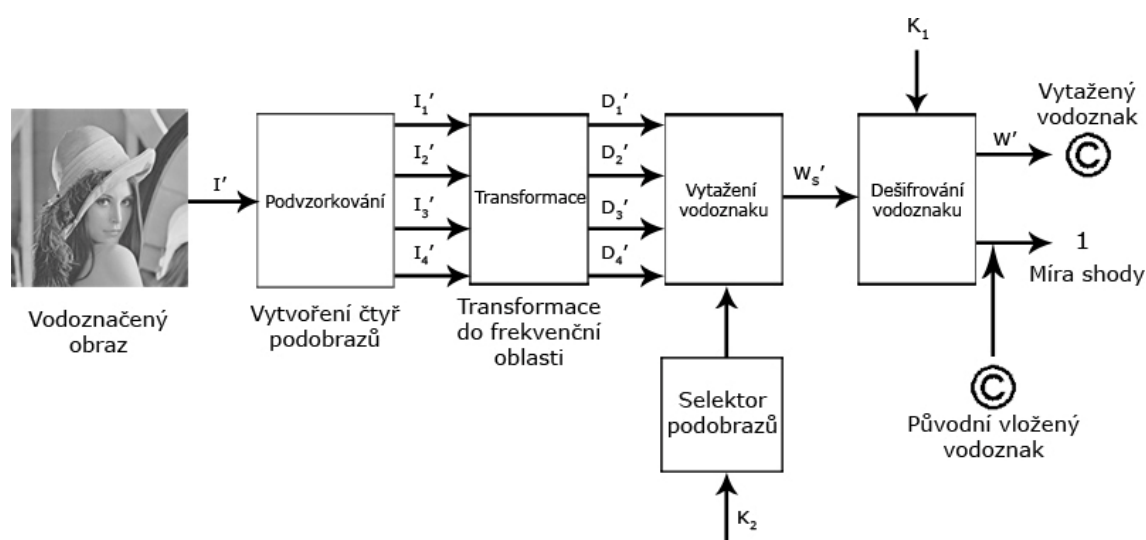 Vodoznačený
obraz
I'
Podvzorkování
Vytvoření čtyř
podobrazů
I₁'
I₂'
I₃'
I₄'
Transformace
Transformace
do frekvenční
oblasti
D₁'
D₂'
D₃'
D₄'
Vytažení
vodoznaku
Selektor
podobrazů
K₂
Wₛ'
K₁
Dešifrování
vodoznaku
W'
Vytažený
vodoznak
©
1
Míra shody
©
Původní vložený
vodoznak